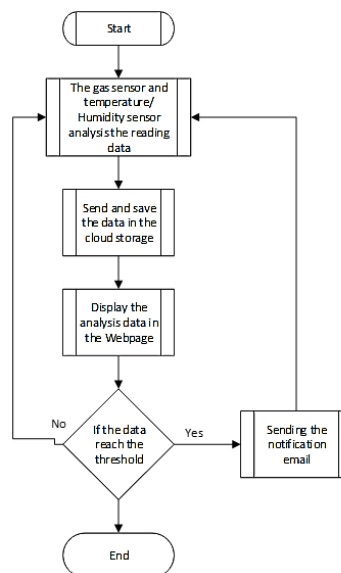 Start
The gas sensor and
temperature/
Humidity sensor
analysis the reading
data
Send and save
the data in the
cloud storage
Display the
analysis data in
the Webpage
If the data
reach the
threshold
No
Yes
Sending the
notification
email
End